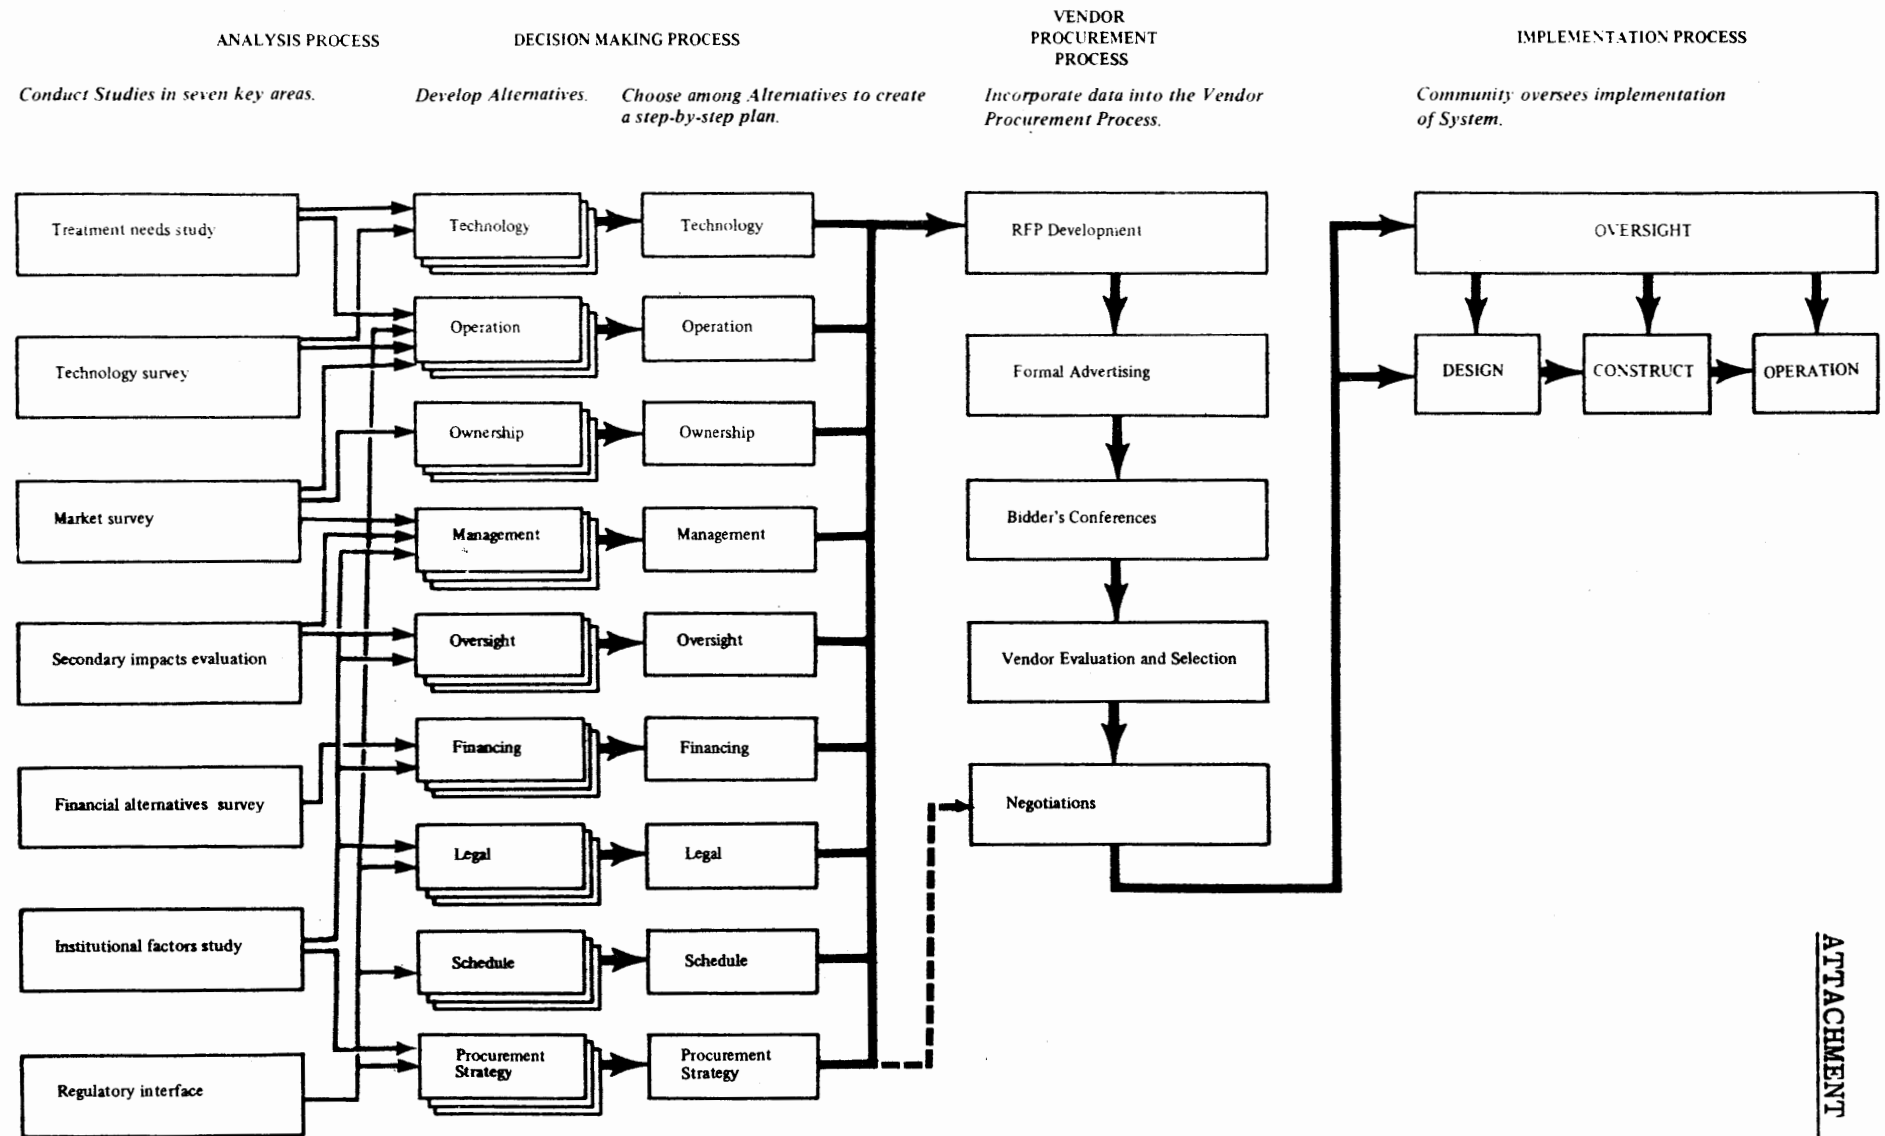 ANALYSIS PROCESS
Conduct Studies in seven key areas.
Treatment needs study
Technology survey
Market survey
Secondary impacts evaluation
Financial alternatives survey
Institutional factors study
Regulatory interface
DECISION MAKING PROCESS
Develop Alternatives.
Technology
Operation
Ownership
Management
Oversight
Financing
Legal
Schedule
Procurement
Strategy
Choose among Alternatives to create
a step-by-step plan.
Technology
Operation
Ownership
Management
Oversight
Financing
Legal
Schedule
Procurement
Strategy
VENDOR
PROCUREMENT
PROCESS
Incorporate data into the Vendor
Procurement Process.
RFP Development
Formal Advertising
Bidder's Conferences
Vendor Evaluation and Selection
Negotiations
IMPLEMENTATION PROCESS
Community oversees implementation
of System.
OVERSIGHT
DESIGN
CONSTRUCT
OPERATION
ATTACHMENT